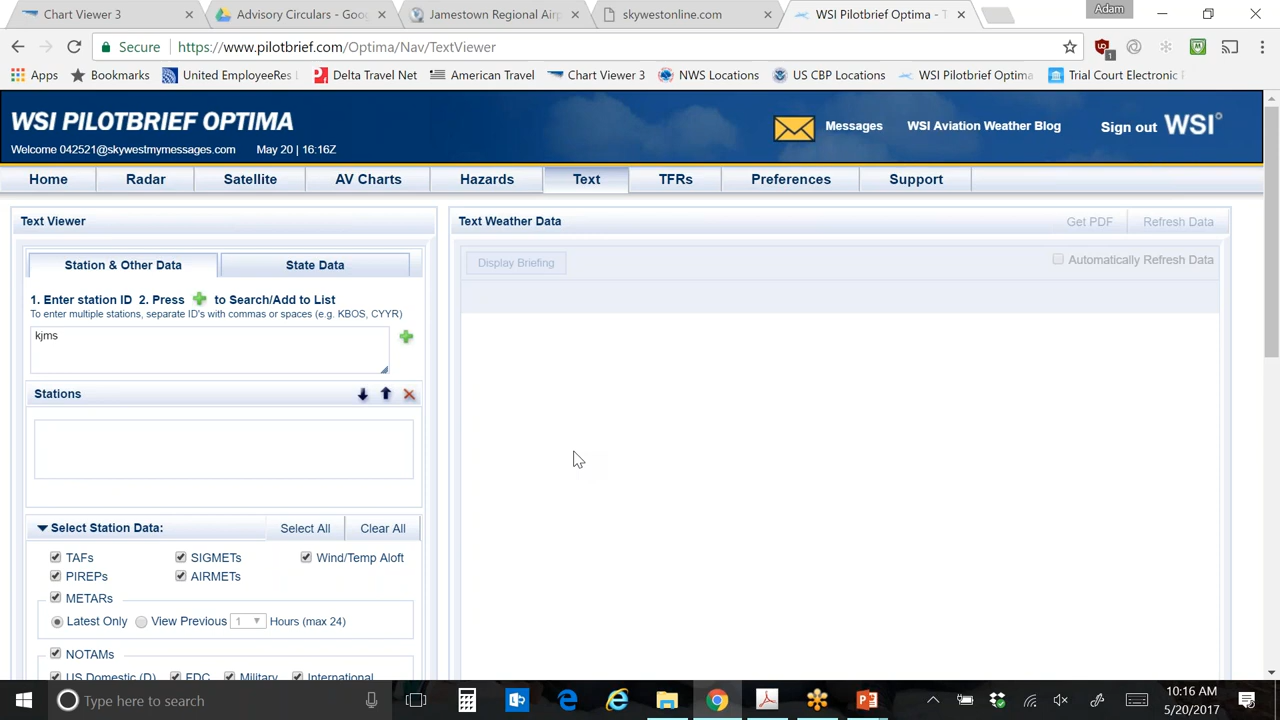 Adam
Chart Viewer 3
Advisory Circulars - Goo
Jamestown Regional Airp
skywestonline.com
WSI Pilotbrief Optima - T
Secure
https://www.pilotbrief.com/Optima/Nav/TextViewer
1
Apps
Bookmarks
United EmployeeRes
Delta Travel Net
American Travel
Chart Viewer 3
NWS Locations
US CBP Locations
WSI Pilotbrief Optima
Trial Court Electronic
WSI PILOTBRIEF OPTIMA
Welcome 042521@skywestmymessages.com May 20 | 16:16Z
Messages
WSI Aviation Weather Blog
Sign out
WSI
Home
Radar
Satellite
AV Charts
Hazards
Text
TFRs
Preferences
Support
Text Viewer
Station & Other Data
State Data
1. Enter station ID 2. Press to Search/Add to List
To enter multiple stations, separate ID's with commas or spaces (e.g. KBOS, CYYR)
kjms
Stations
Select Station Data:
Select All
Clear All
TAFs
SIGMETs
Wind/Temp Aloft
PIREPs
AIRMETs
METARs
Latest Only
View Previous
1
Hours (max 24)
NOTAMs
US Domestic (D)
FDC
Military
International
Text Weather Data
Get PDF
Refresh Data
Display Briefing
Automatically Refresh Data
Type here to search
10:16 AM
5/20/2017